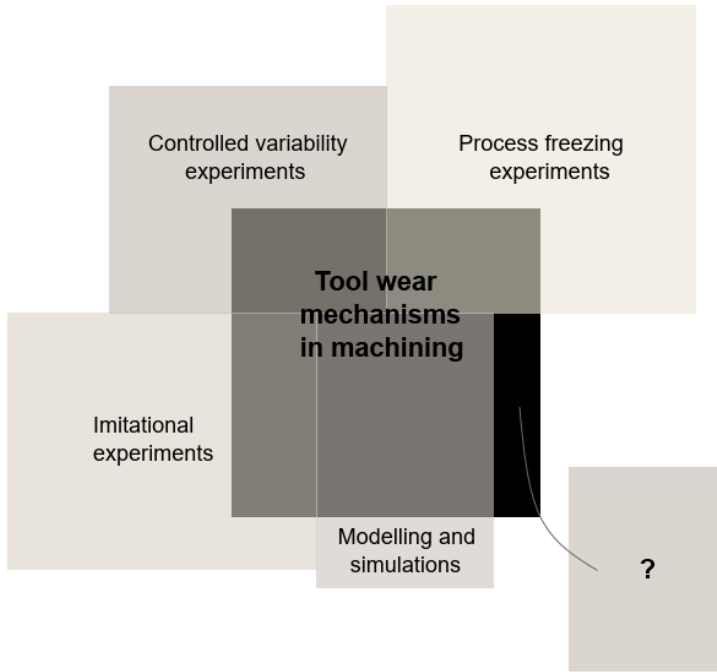 Controlled variability
experiments
Process freezing
experiments
Tool wear
mechanisms
in machining
Imitational
experiments
Modelling and
simulations
?